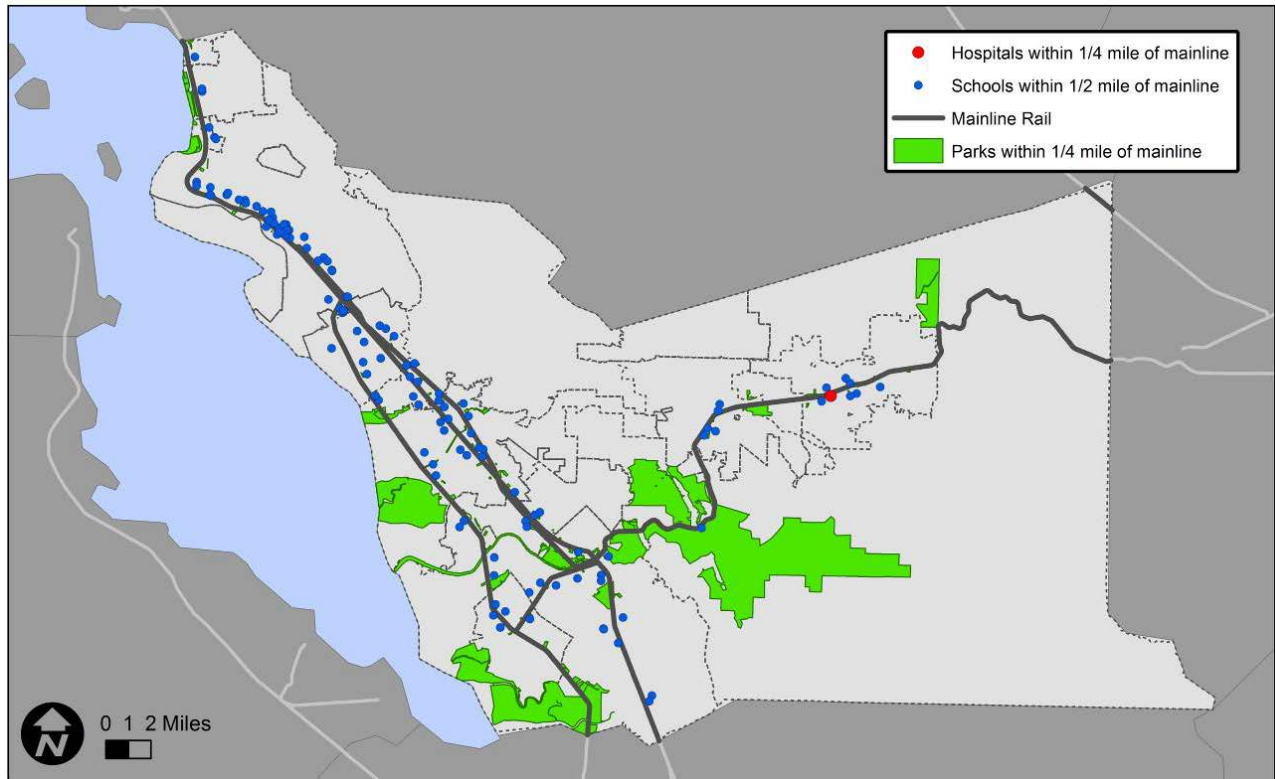 Hospitals within 1/4 mile of mainline
Schools within 1/2 mile of mainline
Mainline Rail
Parks within 1/4 mile of mainline
N
0 1 2 Miles